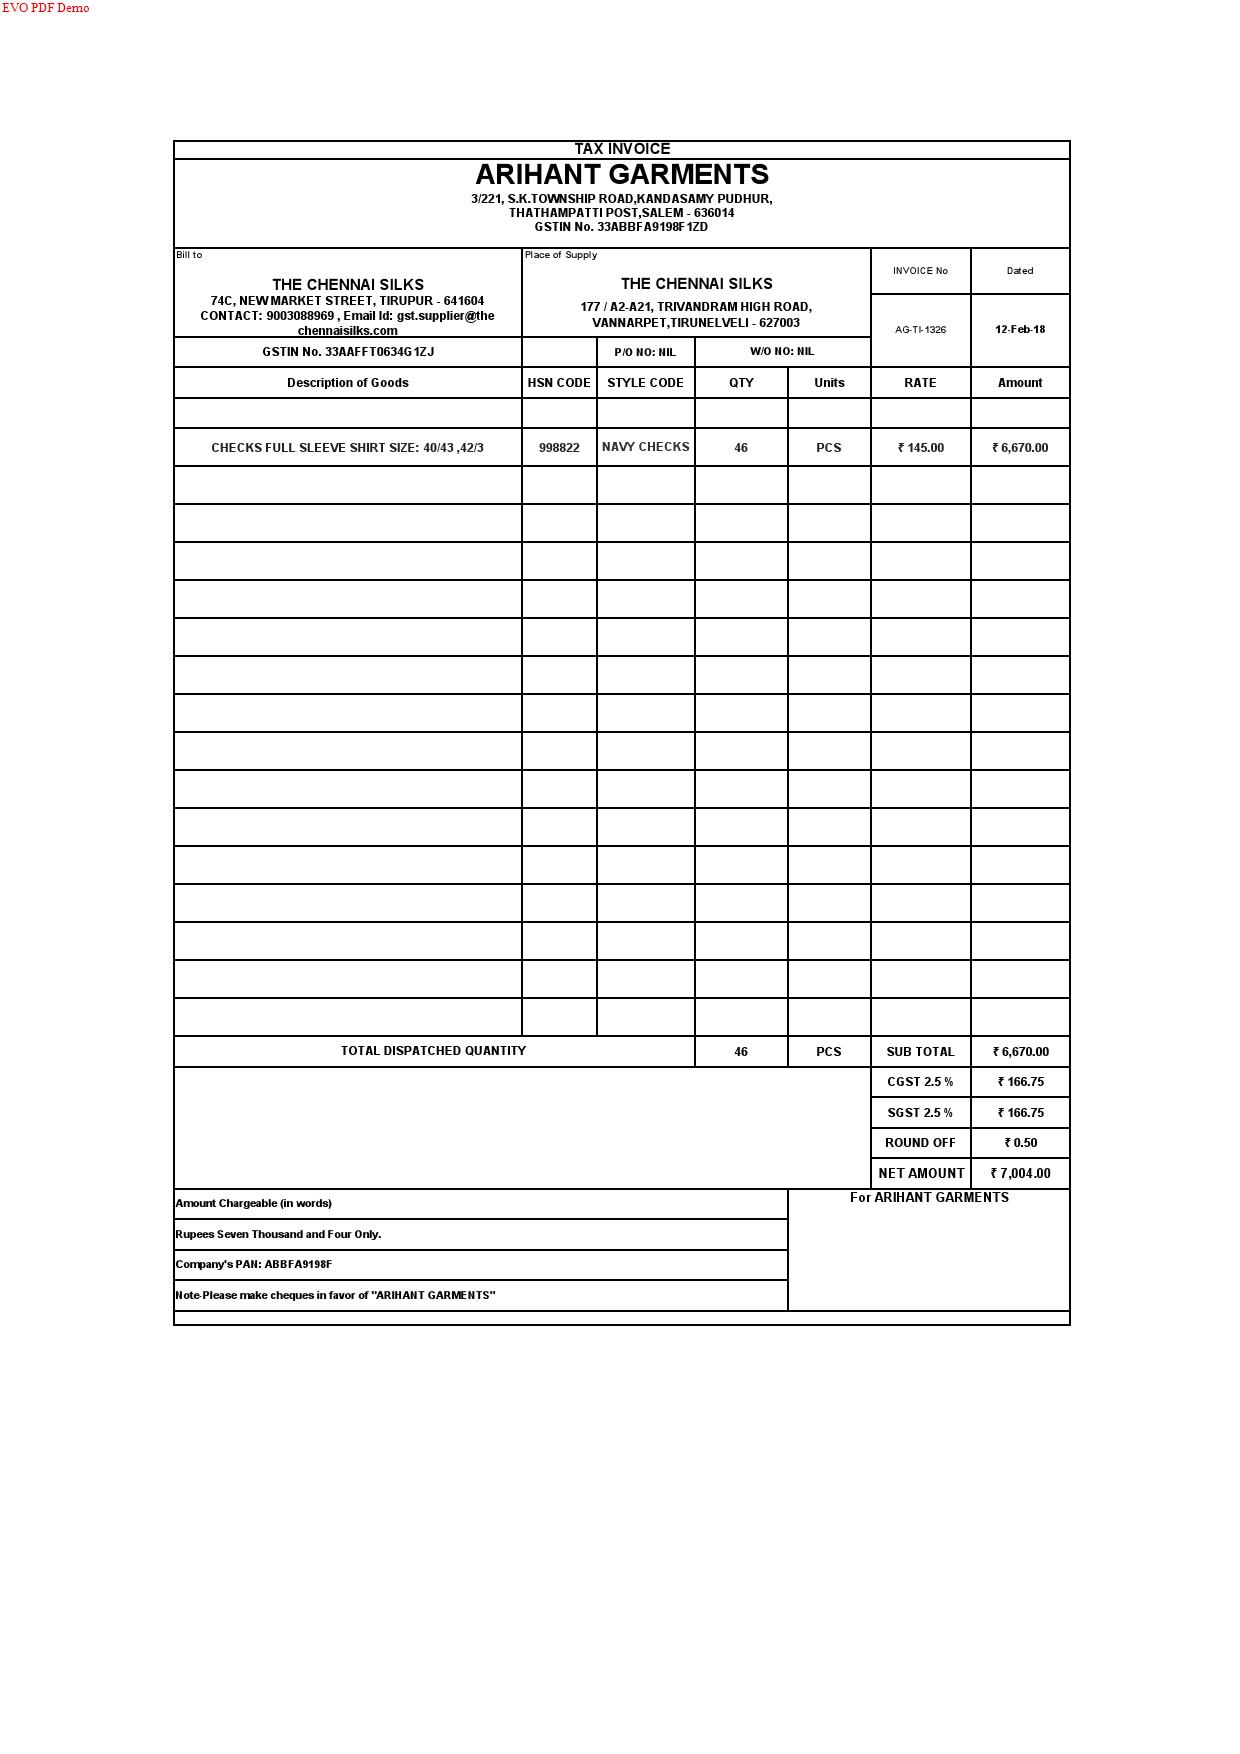 EVO PDF Demo
TAX INVOICE
ARIHANT GARMENTS
3/221, S.K.TOWNSHIP ROAD,KANDASAMY PUDHUR,
THATHAMPATTI POST,SALEM - 636014
GSTIN No. 33ABBFA9198F1ZD
Bill to
THE CHENNAI SILKS
74C, NEW MARKET STREET, TIRUPUR - 641604
CONTACT: 9003088969 , Email Id: gst.supplier@the
chennaisilks.com
GSTIN No. 33AAFFT0634G1ZJ
Place of Supply
THE CHENNAI SILKS
177 / A2-A21, TRIVANDRAM HIGH ROAD,
VANNARPET,TIRUNELVELI - 627003
P/O NO: NIL W/O NO: NIL
INVOICE No Dated
AG-TI-1326 12-Feb-18
Description of Goods HSN CODE STYLE CODE QTY Units RATE Amount
CHECKS FULL SLEEVE SHIRT SIZE: 40/43 ,42/3 998822 NAVY CHECKS 46 PCS ₹ 145.00 ₹ 6,670.00
TOTAL DISPATCHED QUANTITY 46 PCS SUB TOTAL ₹ 6,670.00
CGST 2.5 % ₹ 166.75
SGST 2.5 % ₹ 166.75
ROUND OFF ₹ 0.50
NET AMOUNT ₹ 7,004.00
Amount Chargeable (in words)
Rupees Seven Thousand and Four Only.
Company's PAN: ABBFA9198F
Note-Please make cheques in favor of "ARIHANT GARMENTS"
For ARIHANT GARMENTS